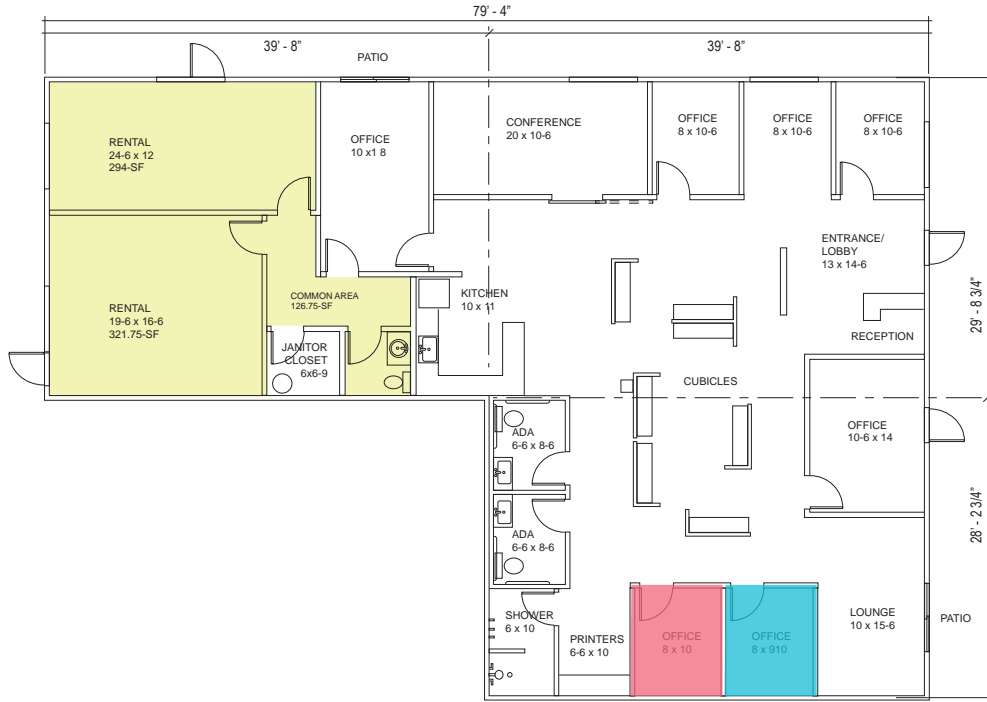 79' - 4"
39' - 8"
39' - 8"
PATIO
RENTAL
24-6 x 12
294-SF
OFFICE
10 x1 8
CONFERENCE
20 x 10-6
OFFICE
8 x 10-6
OFFICE
8 x 10-6
OFFICE
8 x 10-6
ENTRANCE/
LOBBY
13 x 14-6
29' - 8 3/4"
RENTAL
19-6 x 16-6
321.75-SF
COMMON AREA
126.75-SF
KITCHEN
10 x 11
JANITOR
CLOSET
6x6-9
RECEPTION
CUBICLES
ADA
6-6 x 8-6
OFFICE
10-6 x 14
28' - 2 3/4"
ADA
6-6 x 8-6
SHOWER
6 x 10
PRINTERS
6-6 x 10
OFFICE
8 x 10
OFFICE
8 x 910
LOUNGE
10 x 15-6
PATIO